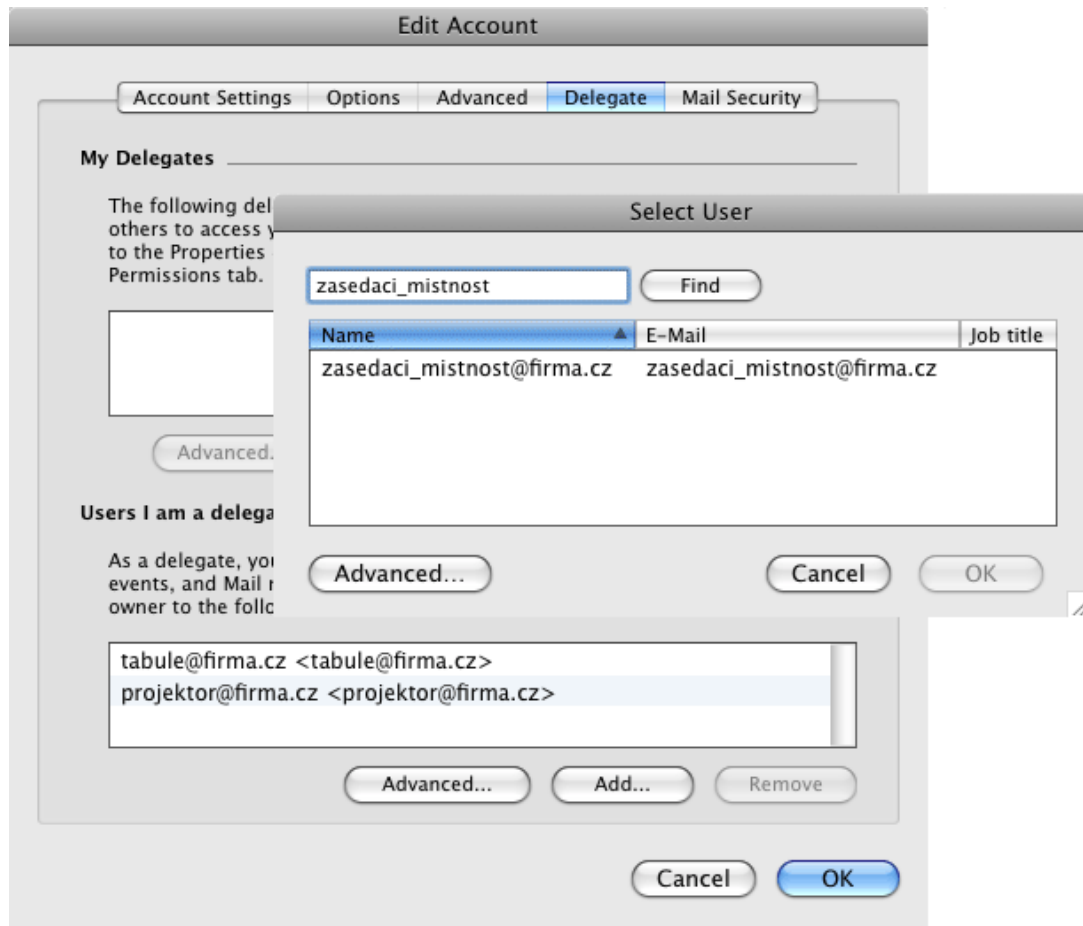 Edit Account
Account Settings Options Advanced Delegate Mail Security
My Delegates
The following del
others to access y
to the Properties
Permissions tab.
Advanced.
Select User
zasedaci_mistnost Find
Name E-Mail Job title
zasedaci_mistnost@firma.cz zasedaci_mistnost@firma.cz
Advanced... Cancel OK
Users I am a delega
As a delegate, you
events, and Mail r
owner to the follo
tabule@firma.cz <tabule@firma.cz>
projektor@firma.cz <projektor@firma.cz>
Advanced... Add... Remove
Cancel OK